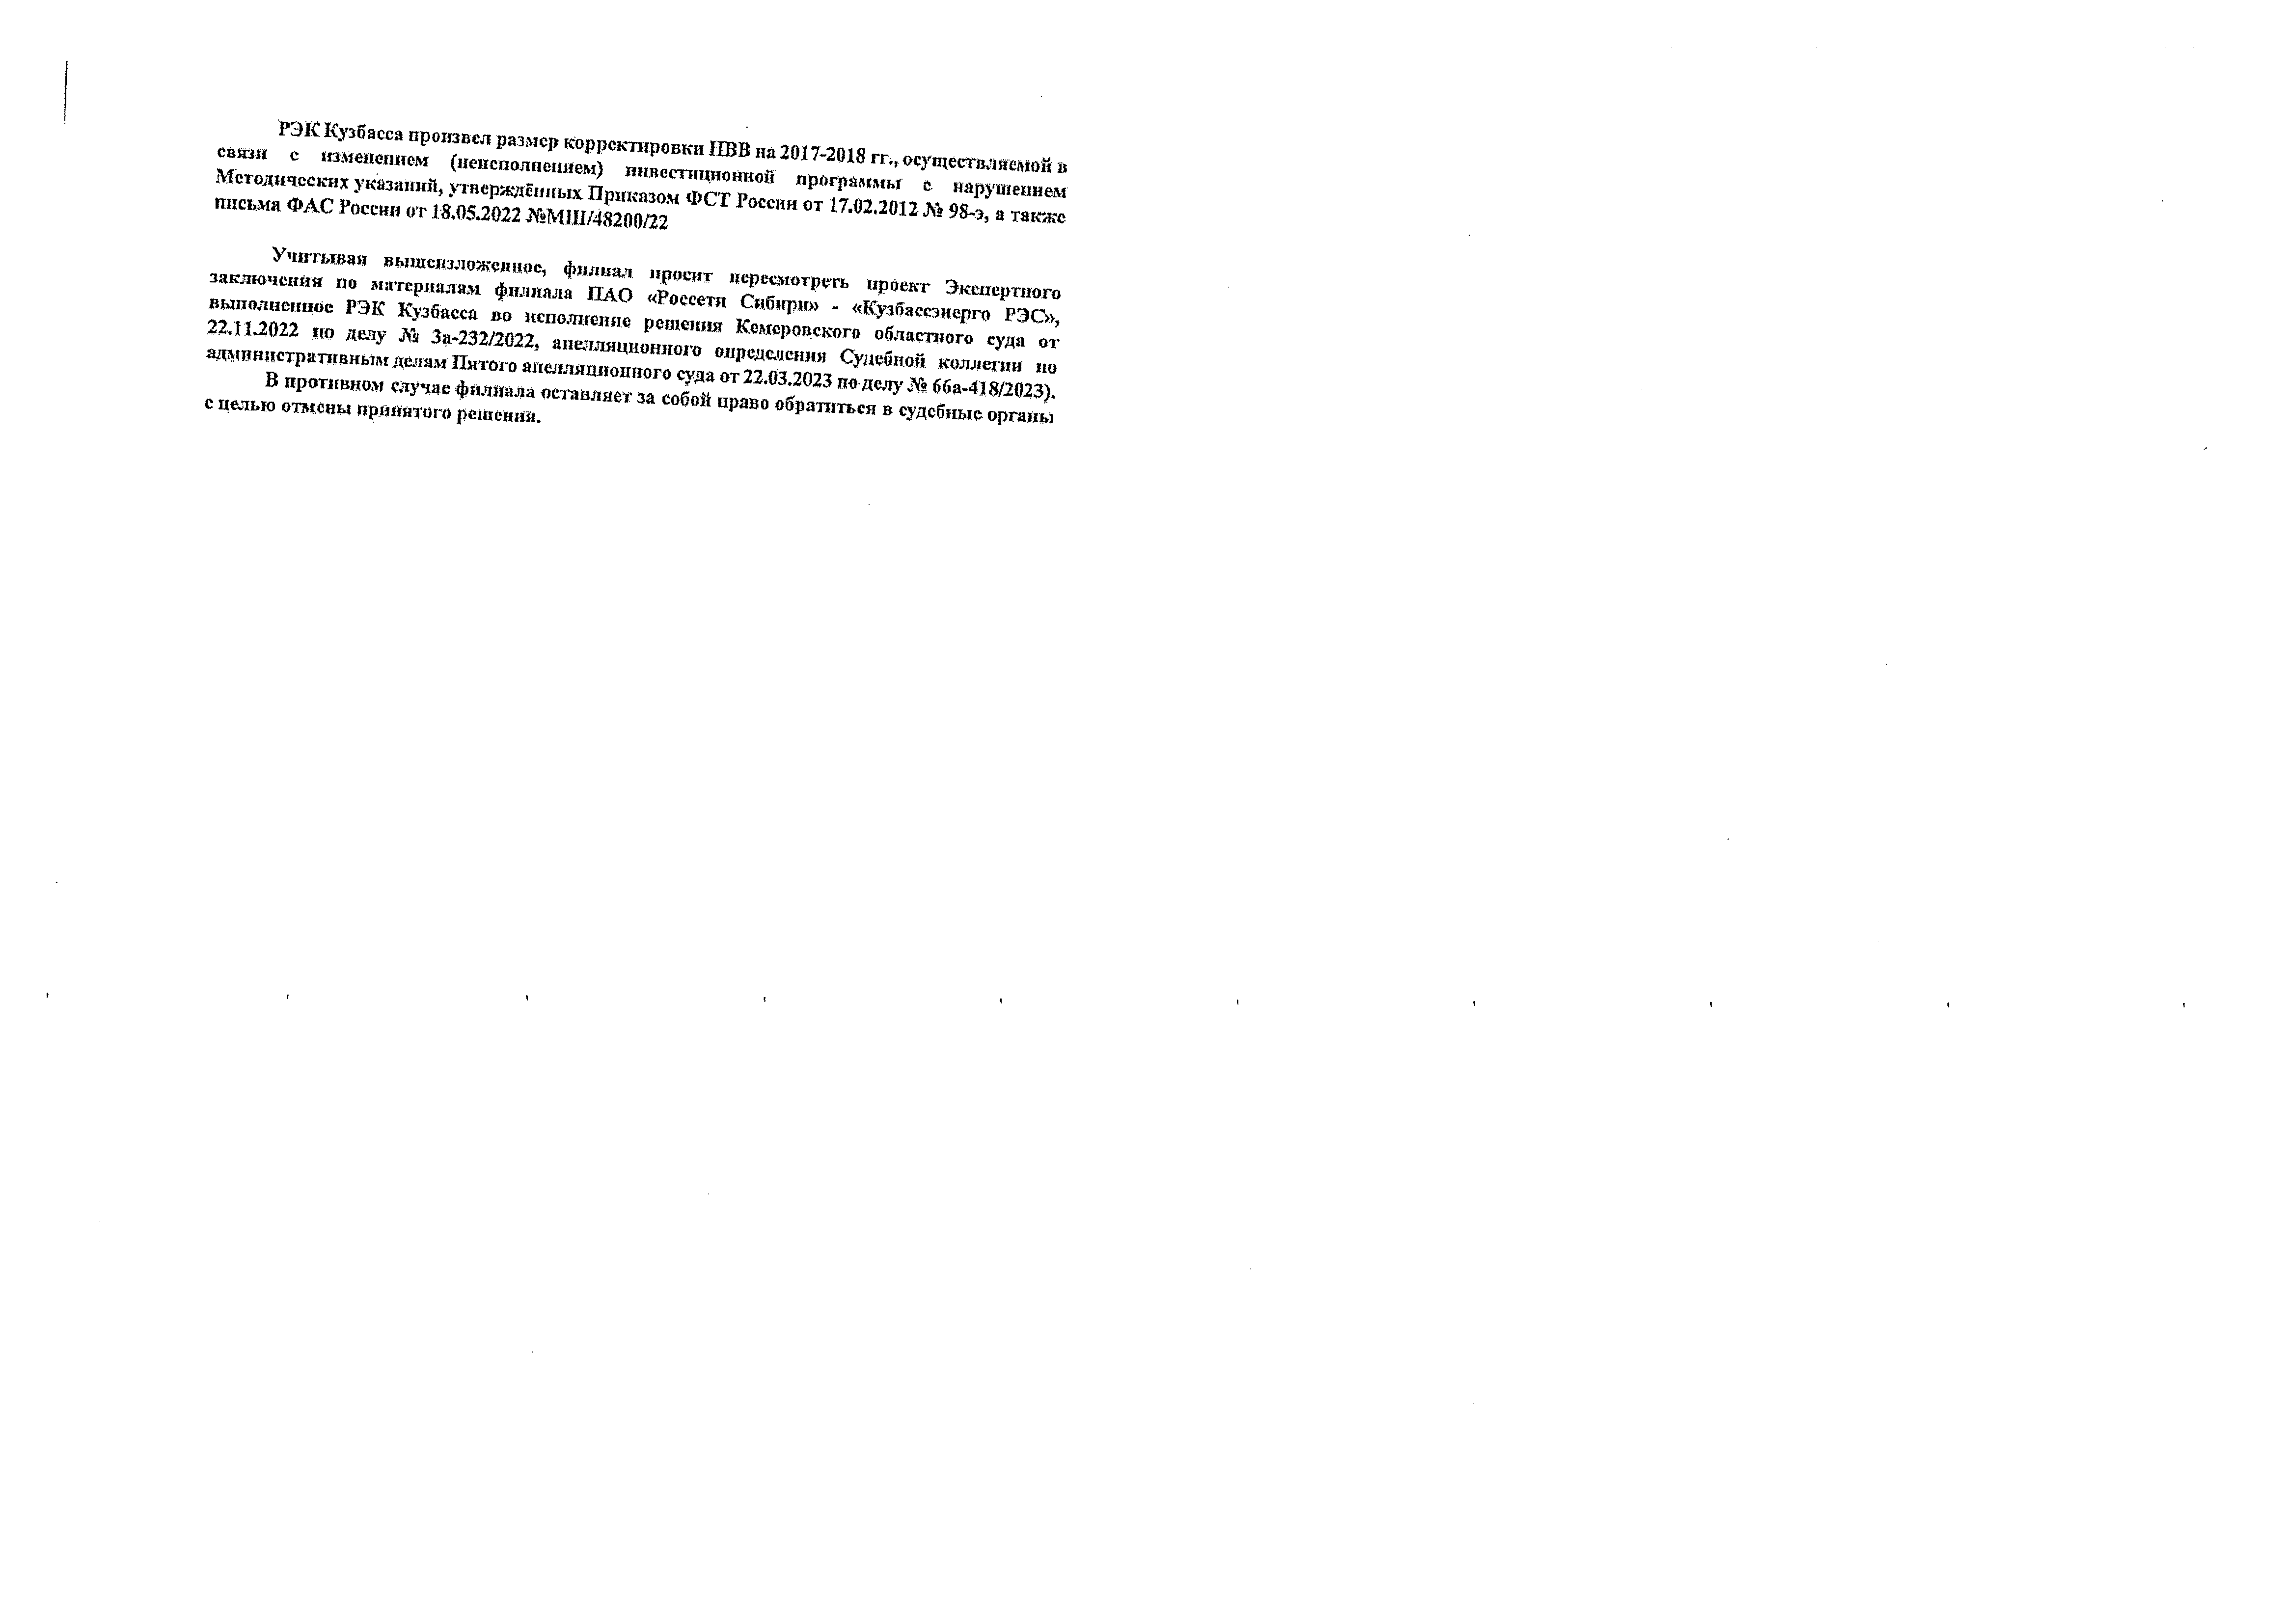 РЭК Кузбасса произвел размер корректировки НВВ на 2017-2018 гг., осуществляемой в
связи с изменением (неисполнением) инвестиционной программы с нарушением
Методических указаний, утверждённых Приказом ФСТ России от 17.02.2012 № 98-э, а также
письма ФАС России от 18.05.2022 №МШ/48200/22
Учитывая вышеизложенное, филиал просит пересмотреть проект Экспертного
заключения по материалам филиала ПАО «Россети Сибири» - «Кузбассэнерго РЭС»,
выполненное РЭК Кузбасса во исполнение решения Кемеровского областного суда от
22.11.2022 по делу № 3а-232/2022, апелляционного определения Судебной коллегии по
административным делам Пятого апелляционного суда от 22.03.2023 по делу № 66а-418/2023).
В противном случае филиала оставляет за собой право обратиться в судебные органы
с целью отмены принятого решения.